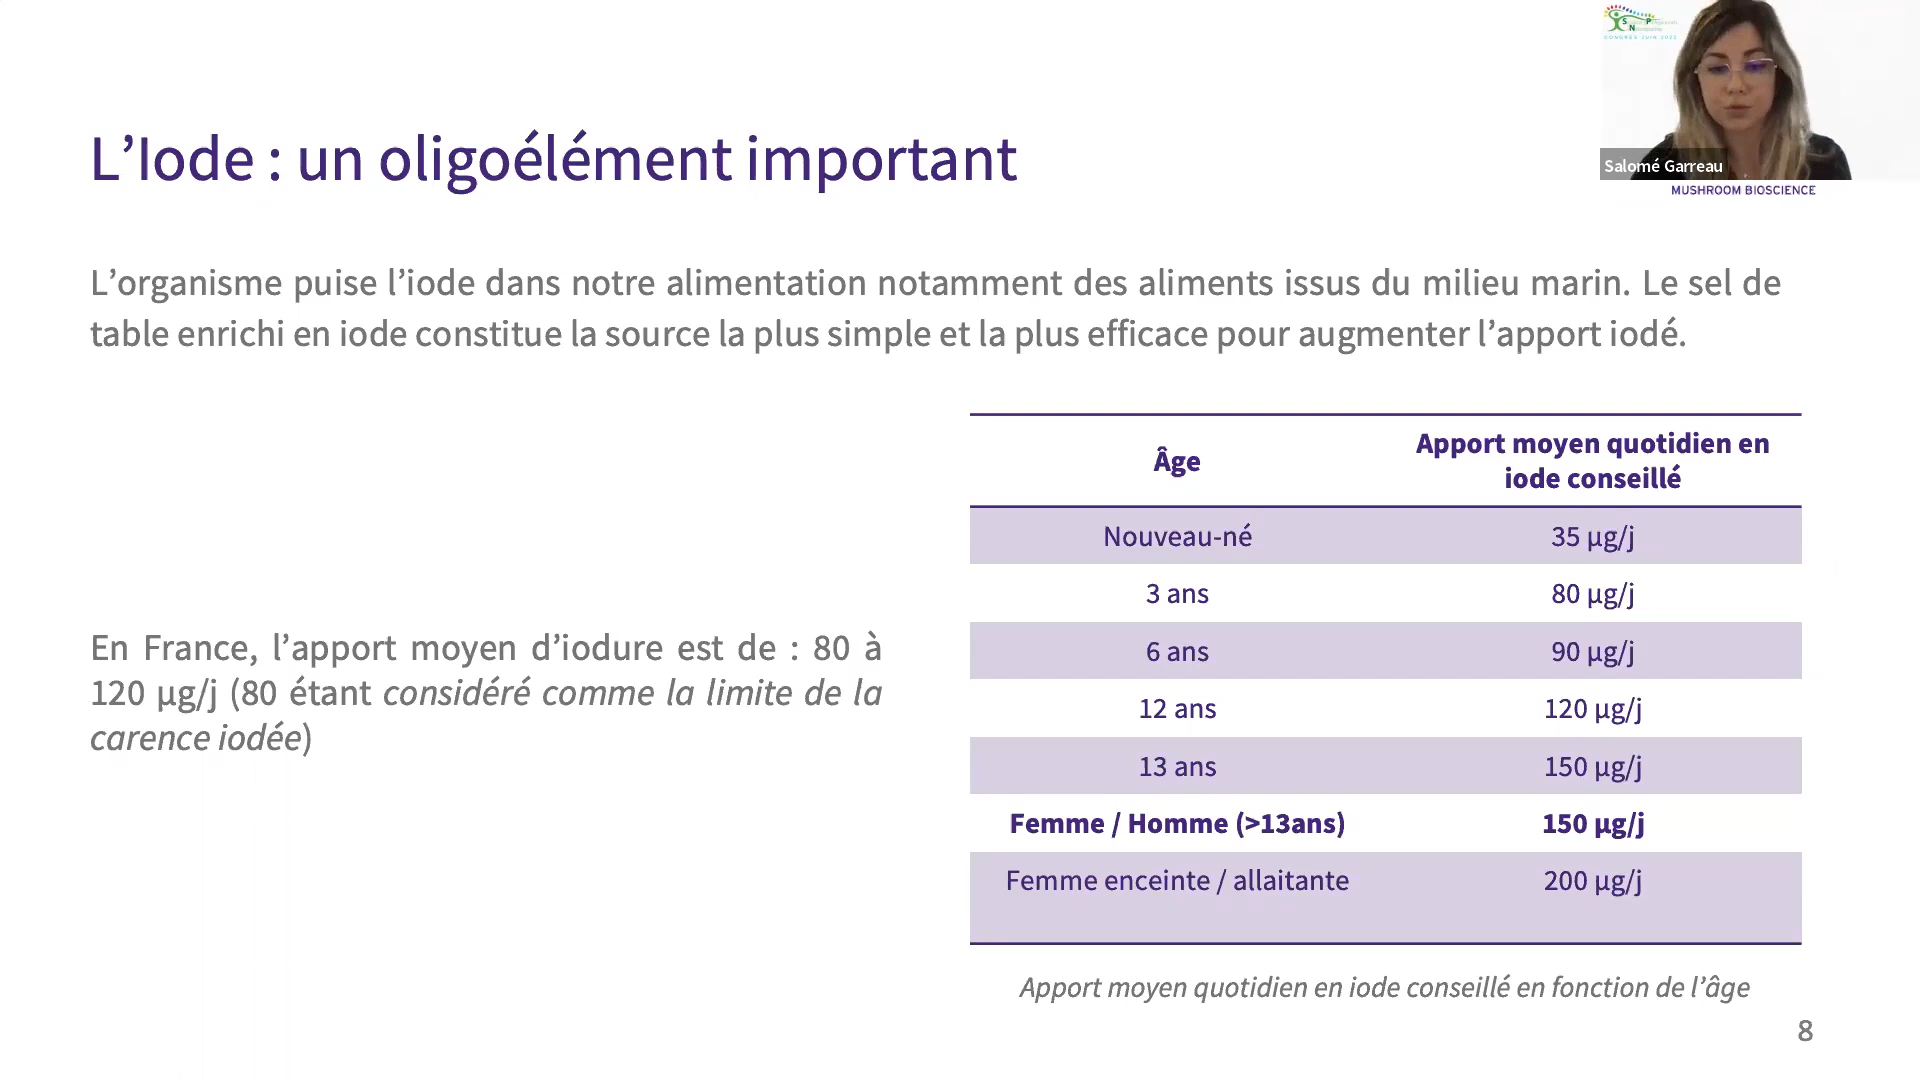 S P
N
CONGRÈS JUIN 2023
Salomé Garreau
MUSHROOM BIOSCIENCE
L’Iode : un oligoélément important
L’organisme puise l’iode dans notre alimentation notamment des aliments issus du milieu marin. Le sel de
table enrichi en iode constitue la source la plus simple et la plus efficace pour augmenter l’apport iodé.
En France, l’apport moyen d’iodure est de : 80 à
120 µg/j (80 étant considéré comme la limite de la
carence iodée)
Âge Apport moyen quotidien en
iode conseillé
Nouveau-né 35 µg/j
3 ans 80 µg/j
6 ans 90 µg/j
12 ans 120 µg/j
13 ans 150 µg/j
Femme / Homme (>13ans) 150 µg/j
Femme enceinte / allaitante 200 µg/j
Apport moyen quotidien en iode conseillé en fonction de l’âge
8